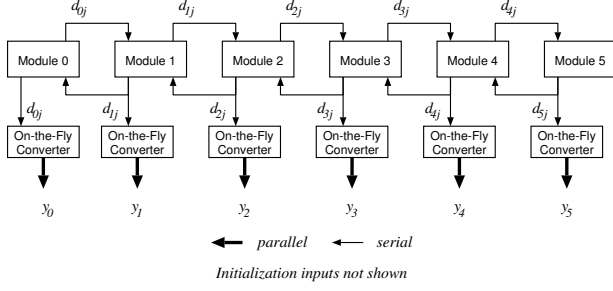 d0j d1j d2j d3j d4j
Module 0 Module 1 Module 2 Module 3 Module 4 Module 5
d0j d1j d2j d3j d4j d5j
On-the-Fly On-the-Fly On-the-Fly On-the-Fly On-the-Fly On-the-Fly
Converter Converter Converter Converter Converter Converter
y0 y1 y2 y3 y4 y5
parallel serial
Initialization inputs not shown